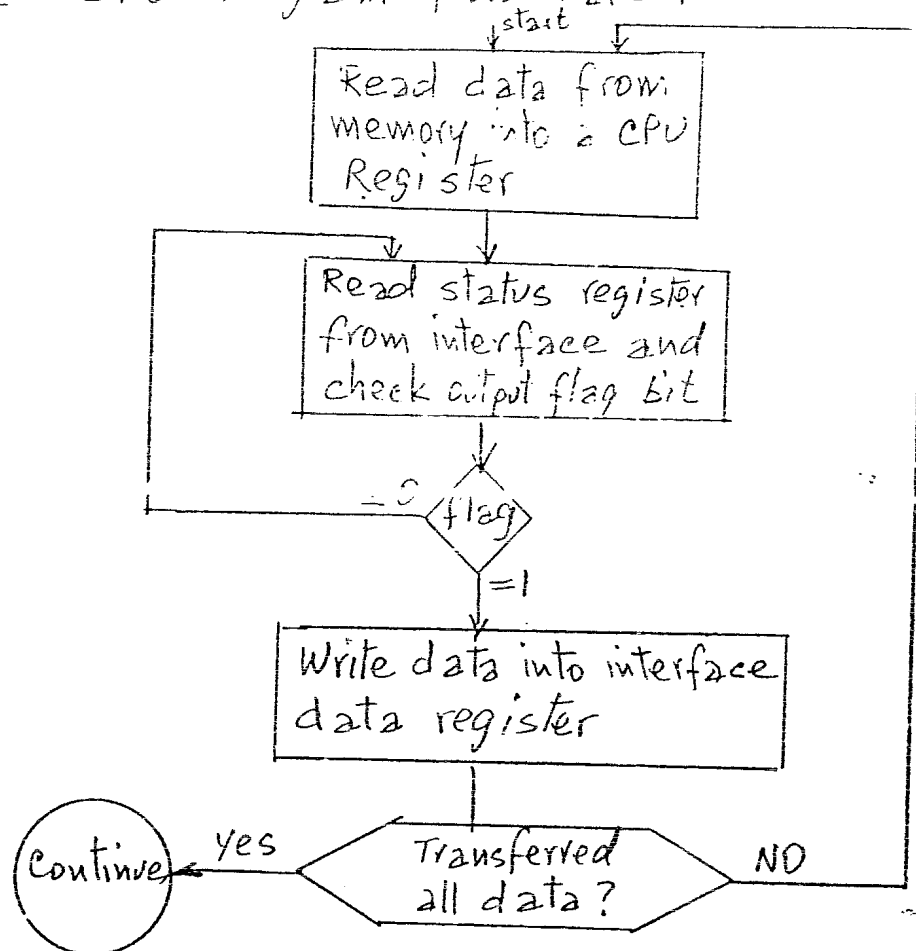 start
Read data from
memory into a CPU
Register
Read status register
from interface and
check output flag bit
= 0
flag
=1
Write data into interface
data register
Continue
Yes
Transferred
all data?
NO